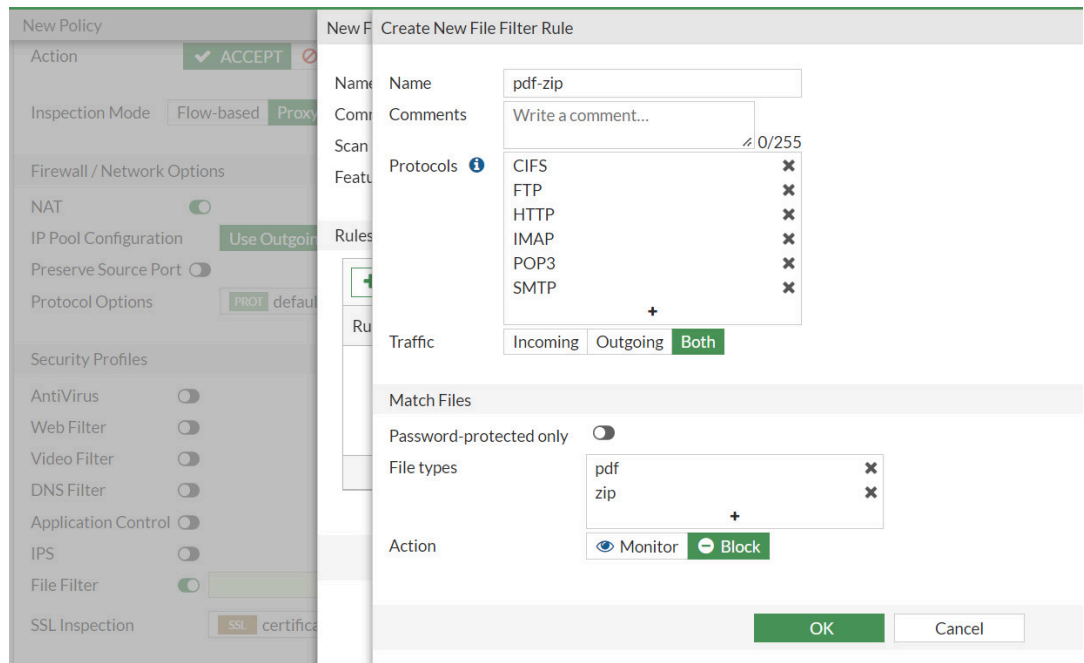 New Policy
Action
ACCEPT
Inspection Mode
Flow-based
Firewall / Network Options
NAT
IP Pool Configuration
Use
Preserve Source Port
Protocol Options
PROT
Security Profiles
AntiVirus
Web Filter
Video Filter
DNS Filter
Application Control
IPS
File Filter
SSL Inspection
SSL
New
Scan
Rules
Create New File Filter Rule
Name
pdf-zip
Comments
Write a comment...
0/255
Protocols
CIFS
FTP
HTTP
IMAP
POP3
SMTP
Traffic
Incoming Outgoing Both
Match Files
Password-protected only
File types
pdf
zip
Action
Monitor Block
OK Cancel